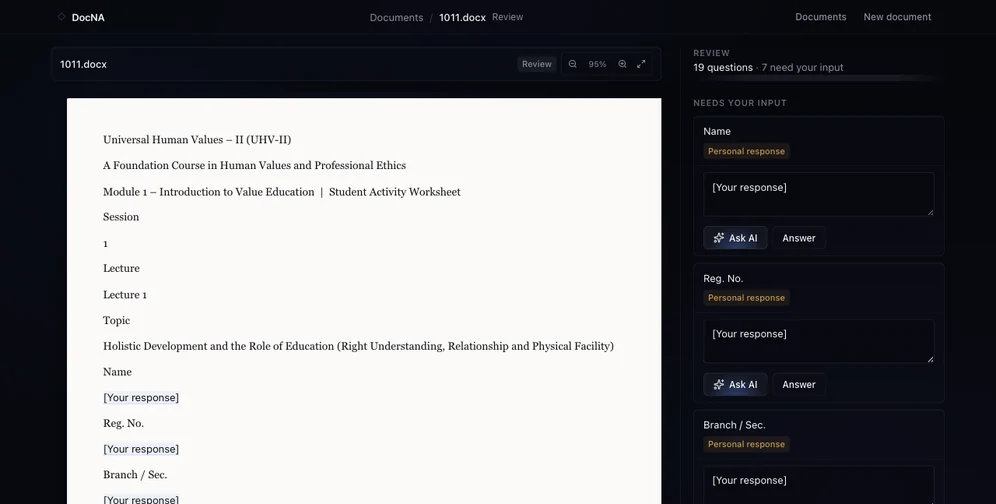 DocNA
Documents / 1011.docx Review
Documents New document
1011.docx
Review 95%
Universal Human Values – II (UHV-II)
A Foundation Course in Human Values and Professional Ethics
Module 1 – Introduction to Value Education | Student Activity Worksheet
Session
1
Lecture
Lecture 1
Topic
Holistic Development and the Role of Education (Right Understanding, Relationship and Physical Facility)
Name
[Your response]
Reg. No.
[Your response]
Branch / Sec.
[Your response]
REVIEW
19 questions · 7 need your input
NEEDS YOUR INPUT
Name
Personal response
[Your response]
Ask AI Answer
Reg. No.
Personal response
[Your response]
Ask AI Answer
Branch / Sec.
Personal response
[Your response]